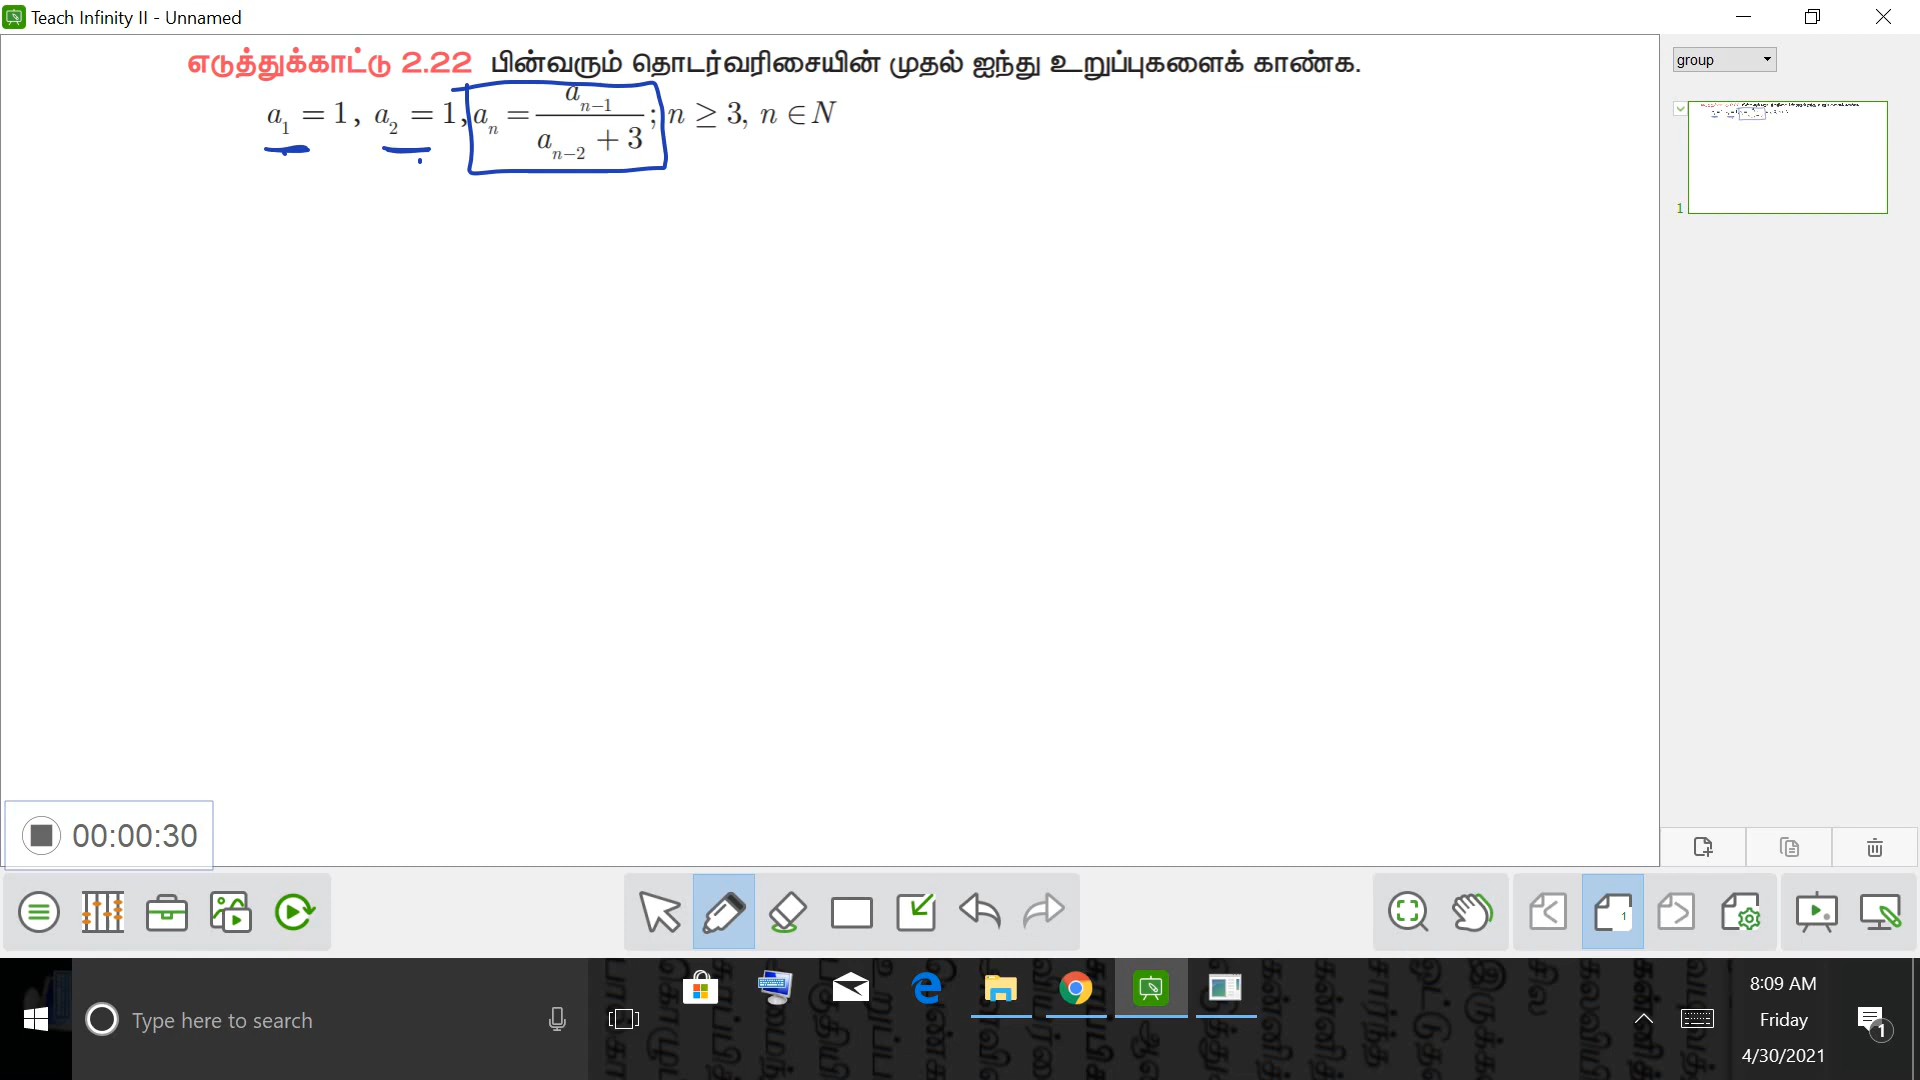 Teach Infinity II - Unnamed
எடுத்துக்காட்டு 2.22 பின்வரும் தொடர்வரிசையின் முதல் ஐந்து உறுப்புகளைக் காண்க.
a₁ = 1, a₂ = 1, aₙ = aₙ₋₁ / (aₙ₋₂ + 3); n ≥ 3, n ∈ N
group
1
00:00:30
1
Type here to search
8:09 AM
Friday
4/30/2021
1